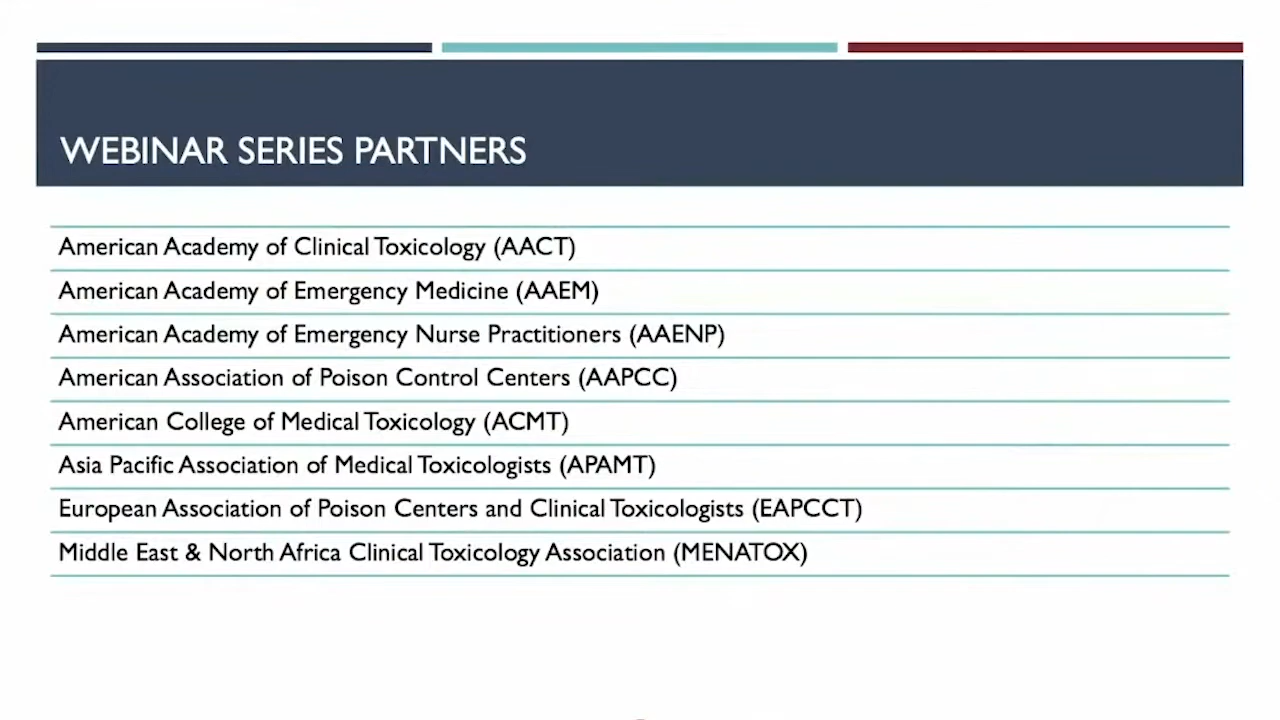 WEBINAR SERIES PARTNERS
American Academy of Clinical Toxicology (AACT)
American Academy of Emergency Medicine (AAEM)
American Academy of Emergency Nurse Practitioners (AAENP)
American Association of Poison Control Centers (AAPCC)
American College of Medical Toxicology (ACMT)
Asia Pacific Association of Medical Toxicologists (APAMT)
European Association of Poison Centers and Clinical Toxicologists (EAPCCT)
Middle East & North Africa Clinical Toxicology Association (MENATOX)